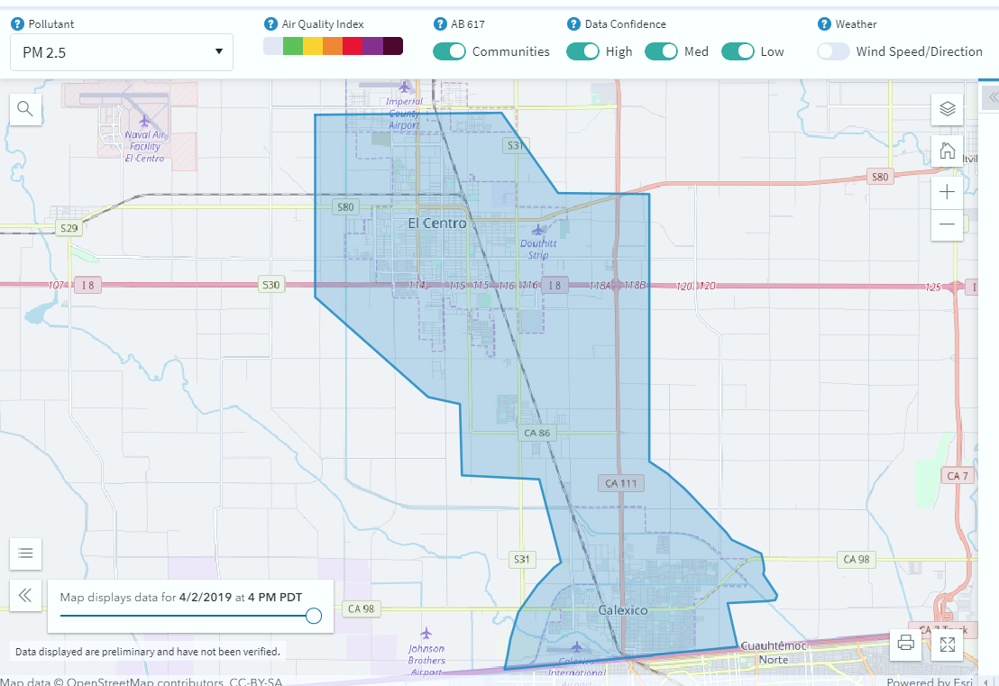 Pollutant
Air Quality Index
AB 617
Data Confidence
Weather
PM 2.5
Communities
High
Med
Low
Wind Speed/Direction
Imperial
County
Airport
Naval Air
Facility
El Centro
S31
S80
S80
El Centro
S29
Douthitt
Strip
107
I 8
S30
114
115
115
116
116
I 8
118A
118B
120
120
125
CA 86
CA 111
CA 7
S31
CA 98
Map displays data for 4/2/2019 at 4 PM PDT
CA 98
Calexico
CA 7 Truck
Data displayed are preliminary and have not been verified.
Johnson
Brothers
Airport
Calexico
International
Airport
Cuauhtémoc
Norte
Map data © OpenStreetMap contributors, CC-BY-SA
Powered by Esri